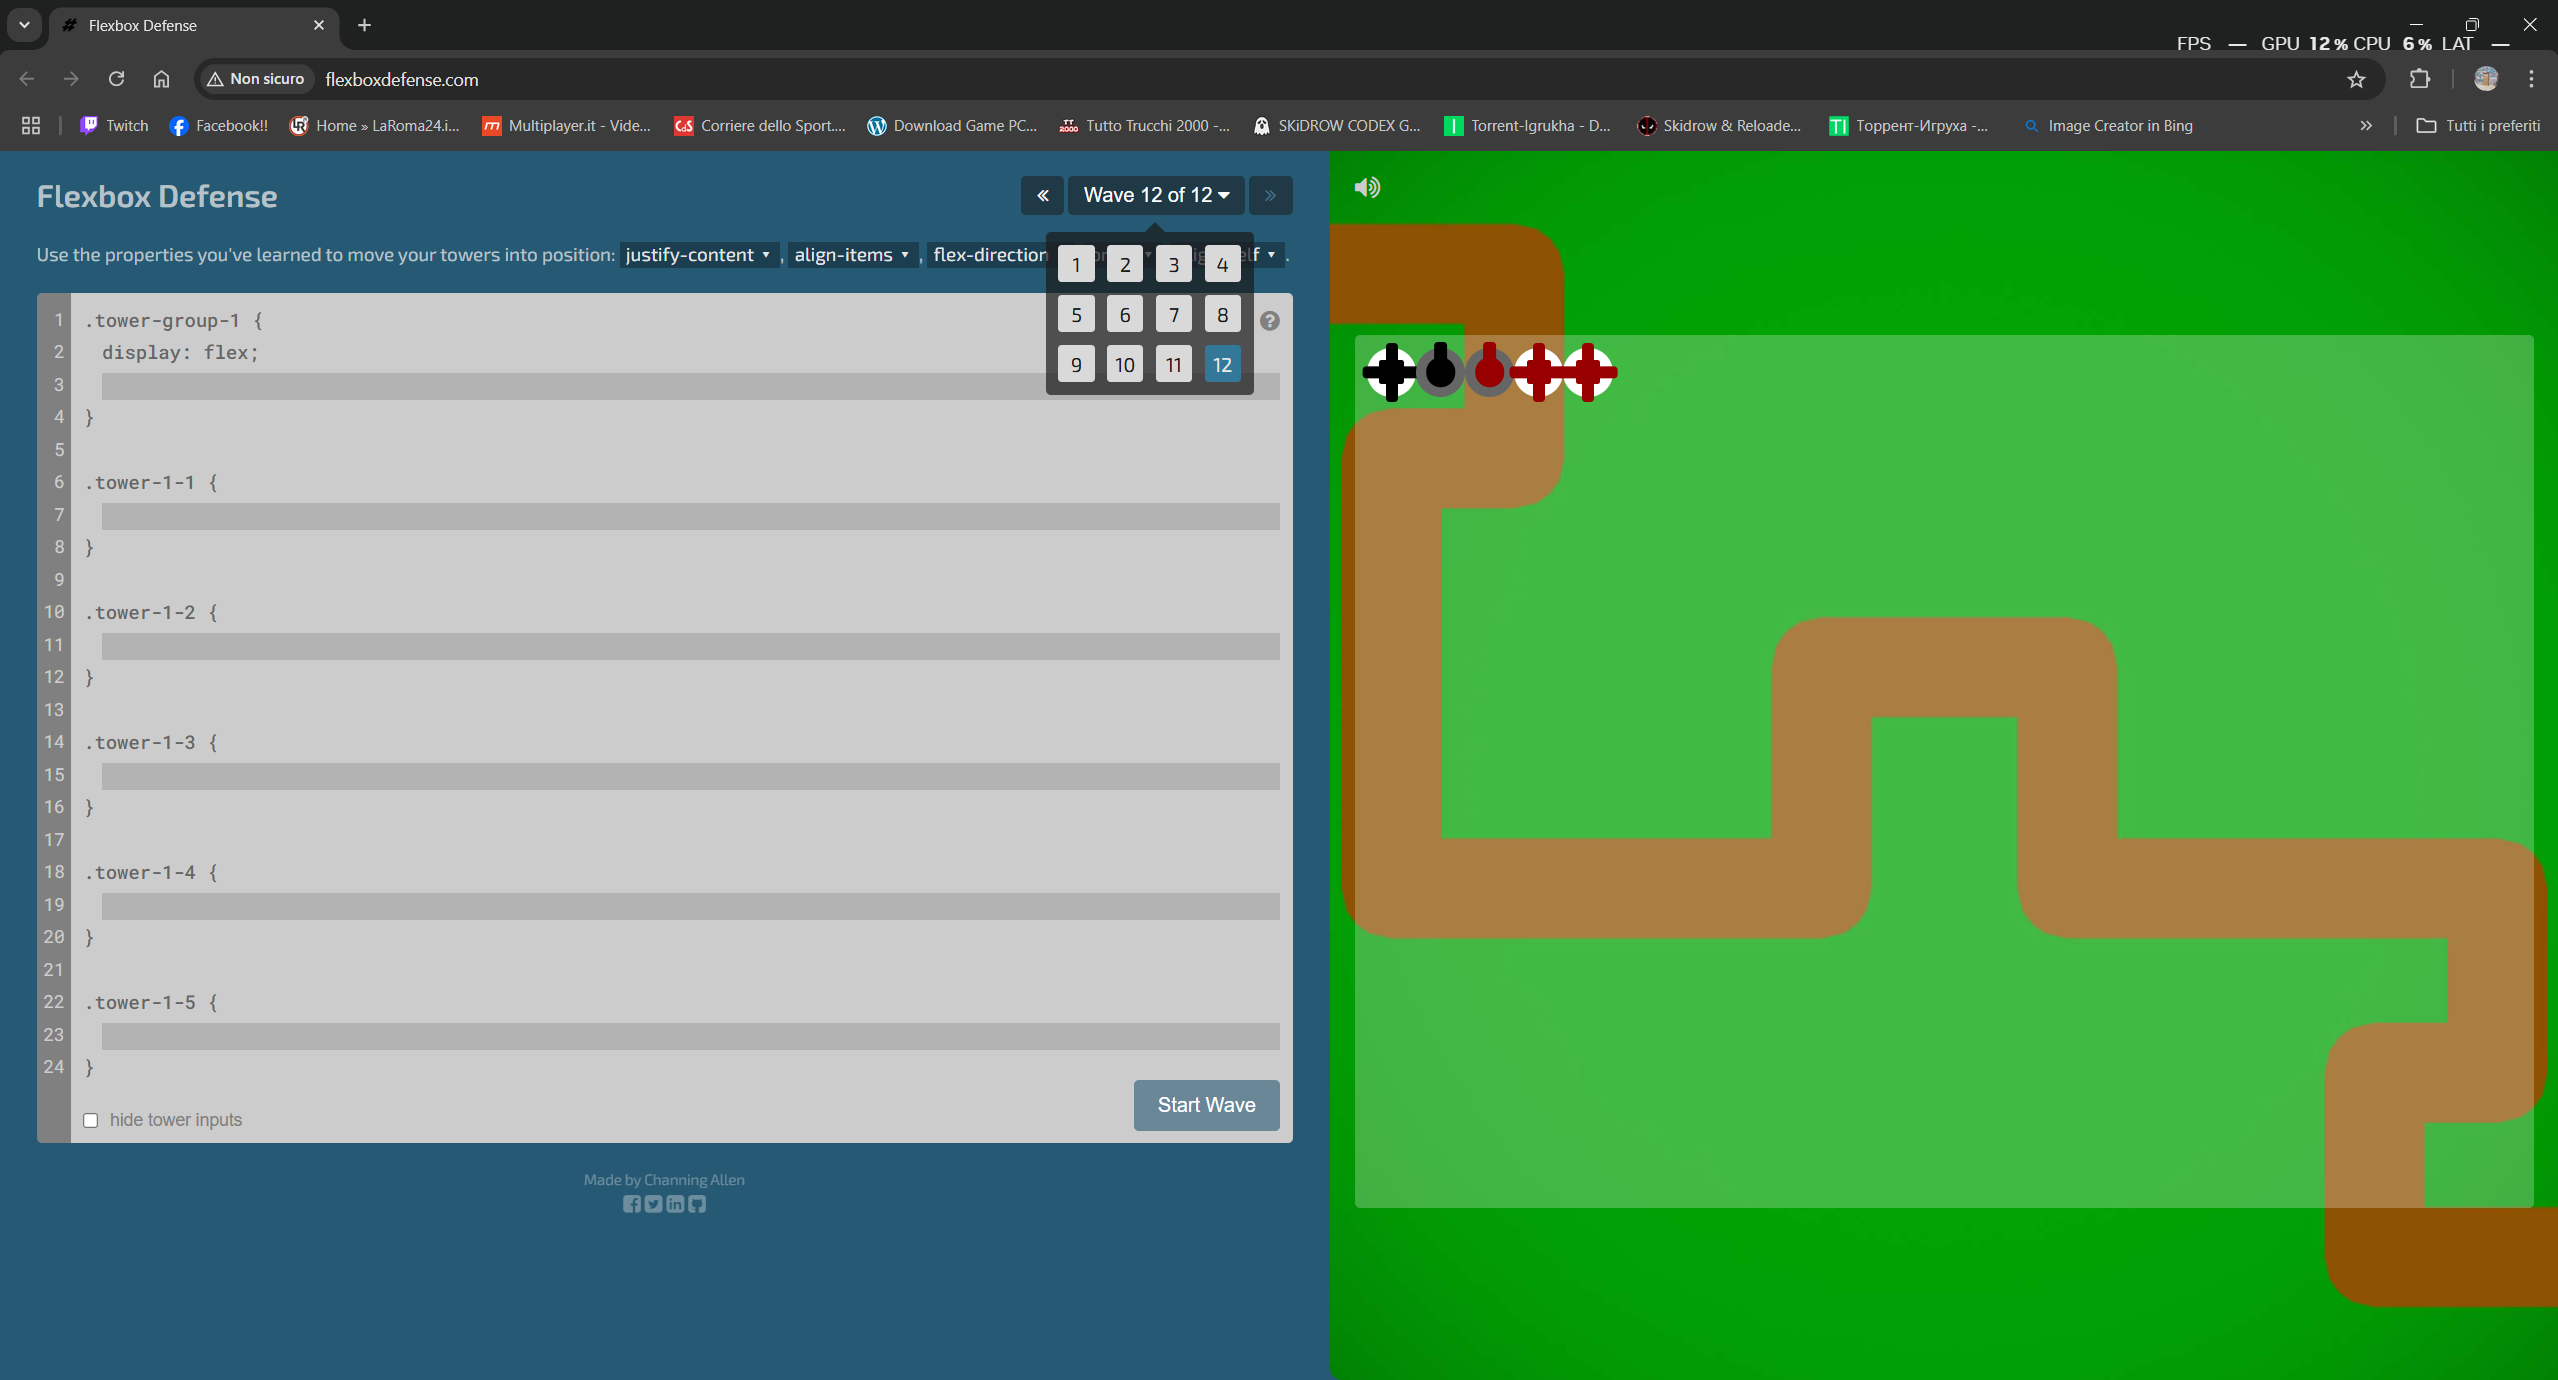 Flexbox Defense
FPS — GPU 12% CPU 6% LAT —
Non sicuro flexboxdefense.com
Twitch Facebook!! Home » LaRoma24.i... Multiplayer.it - Vide... Corriere dello Sport.... Download Game PC... Tutto Trucchi 2000 -... SKiDROW CODEX G... Torrent-Igrukha - D... Skidrow & Reloade... Торрент-Игруха -... Image Creator in Bing » Tutti i preferiti
Flexbox Defense
« Wave 12 of 12 »
Use the properties you've learned to move your towers into position: justify-content , align-items , flex-direction
1 2 3 4
5 6 7 8
9 10 11 12
1 .tower-group-1 {
2 display: flex;
3
4 }
5
6 .tower-1-1 {
7
8 }
9
10 .tower-1-2 {
11
12 }
13
14 .tower-1-3 {
15
16 }
17
18 .tower-1-4 {
19
20 }
21
22 .tower-1-5 {
23
24 }
hide tower inputs
Start Wave
Made by Channing Allen